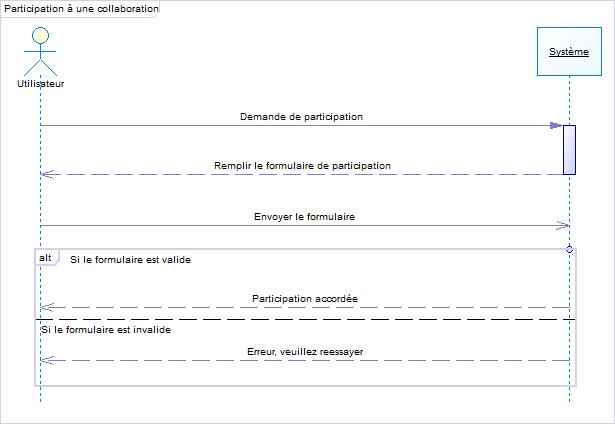 Participation à une collaboration
Système
Utilisateur
Demande de participation
Remplir le formulaire de participation
Envoyer le formulaire
alt
Si le formulaire est valide
Participation accordée
Si le formulaire est invalide
Erreur, veuillez reessayer